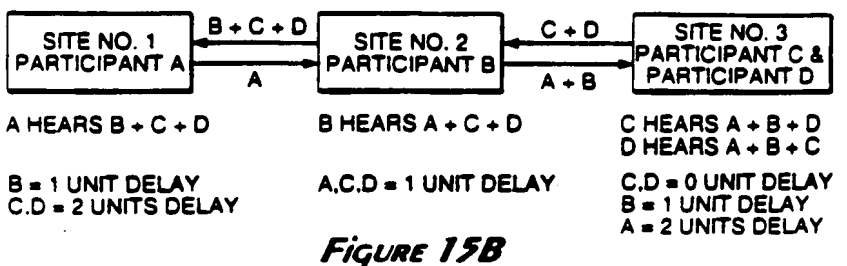 SITE NO. 1
PARTICIPANT A
B + C + D
A
SITE NO. 2
PARTICIPANT B
C + D
A + B
SITE NO. 3
PARTICIPANT C &
PARTICIPANT D
A HEARS B + C + D
B = 1 UNIT DELAY
C,D = 2 UNITS DELAY
B HEARS A + C + D
A,C,D = 1 UNIT DELAY
C HEARS A + B + D
D HEARS A + B + C
C,D = 0 UNIT DELAY
B = 1 UNIT DELAY
A = 2 UNITS DELAY
FIGURE 15B